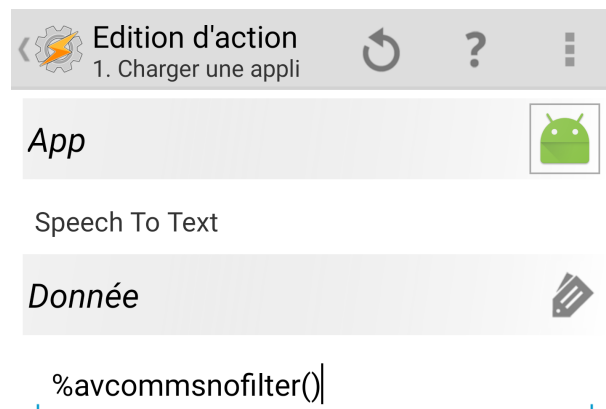 Edition d'action
1. Charger une appli
?
App
Speech To Text
Donnée
%avcommsnofilter()